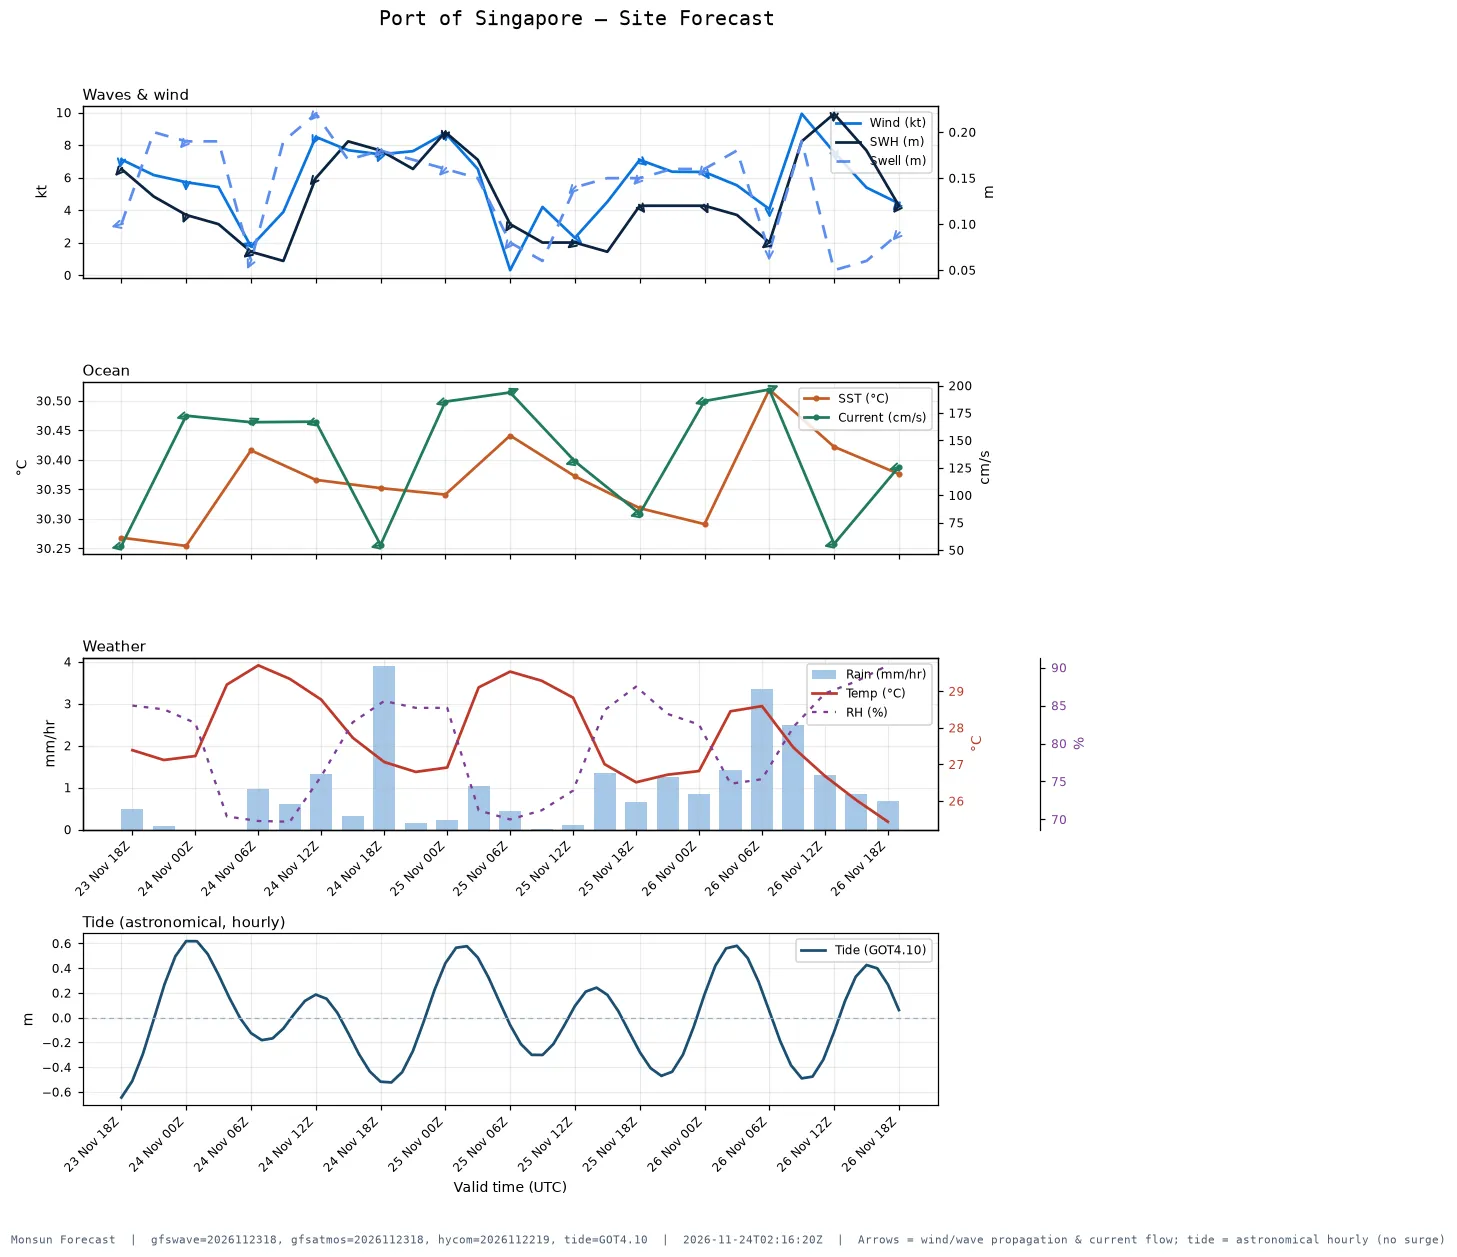 Port of Singapore — Site Forecast
Waves & wind
10
8
6
4
2
0
kt
Wind (kt)
SWH (m)
Swell (m)
0.20
0.15
0.10
0.05
m
Ocean
30.50
30.45
30.40
30.35
30.30
30.25
°C
SST (°C)
Current (cm/s)
200
175
150
125
100
75
50
cm/s
Weather
4
3
2
1
0
mm/hr
Rain (mm/hr)
Temp (°C)
RH (%)
29
28
27
26
°C
90
85
80
75
70
%
23 Nov 18Z
24 Nov 00Z
24 Nov 06Z
24 Nov 12Z
24 Nov 18Z
25 Nov 00Z
25 Nov 06Z
25 Nov 12Z
25 Nov 18Z
26 Nov 00Z
26 Nov 06Z
26 Nov 12Z
26 Nov 18Z
Tide (astronomical, hourly)
0.6
0.4
0.2
0.0
−0.2
−0.4
−0.6
m
Tide (GOT4.10)
23 Nov 18Z
24 Nov 00Z
24 Nov 06Z
24 Nov 12Z
24 Nov 18Z
25 Nov 00Z
25 Nov 06Z
25 Nov 12Z
25 Nov 18Z
26 Nov 00Z
26 Nov 06Z
26 Nov 12Z
26 Nov 18Z
Valid time (UTC)
Monsun Forecast | gfswave=2026112318, gfsatmos=2026112318, hycom=2026112219, tide=GOT4.10 | 2026-11-24T02:16:20Z | Arrows = wind/wave propagation & current flow; tide = astronomical hourly (no surge)